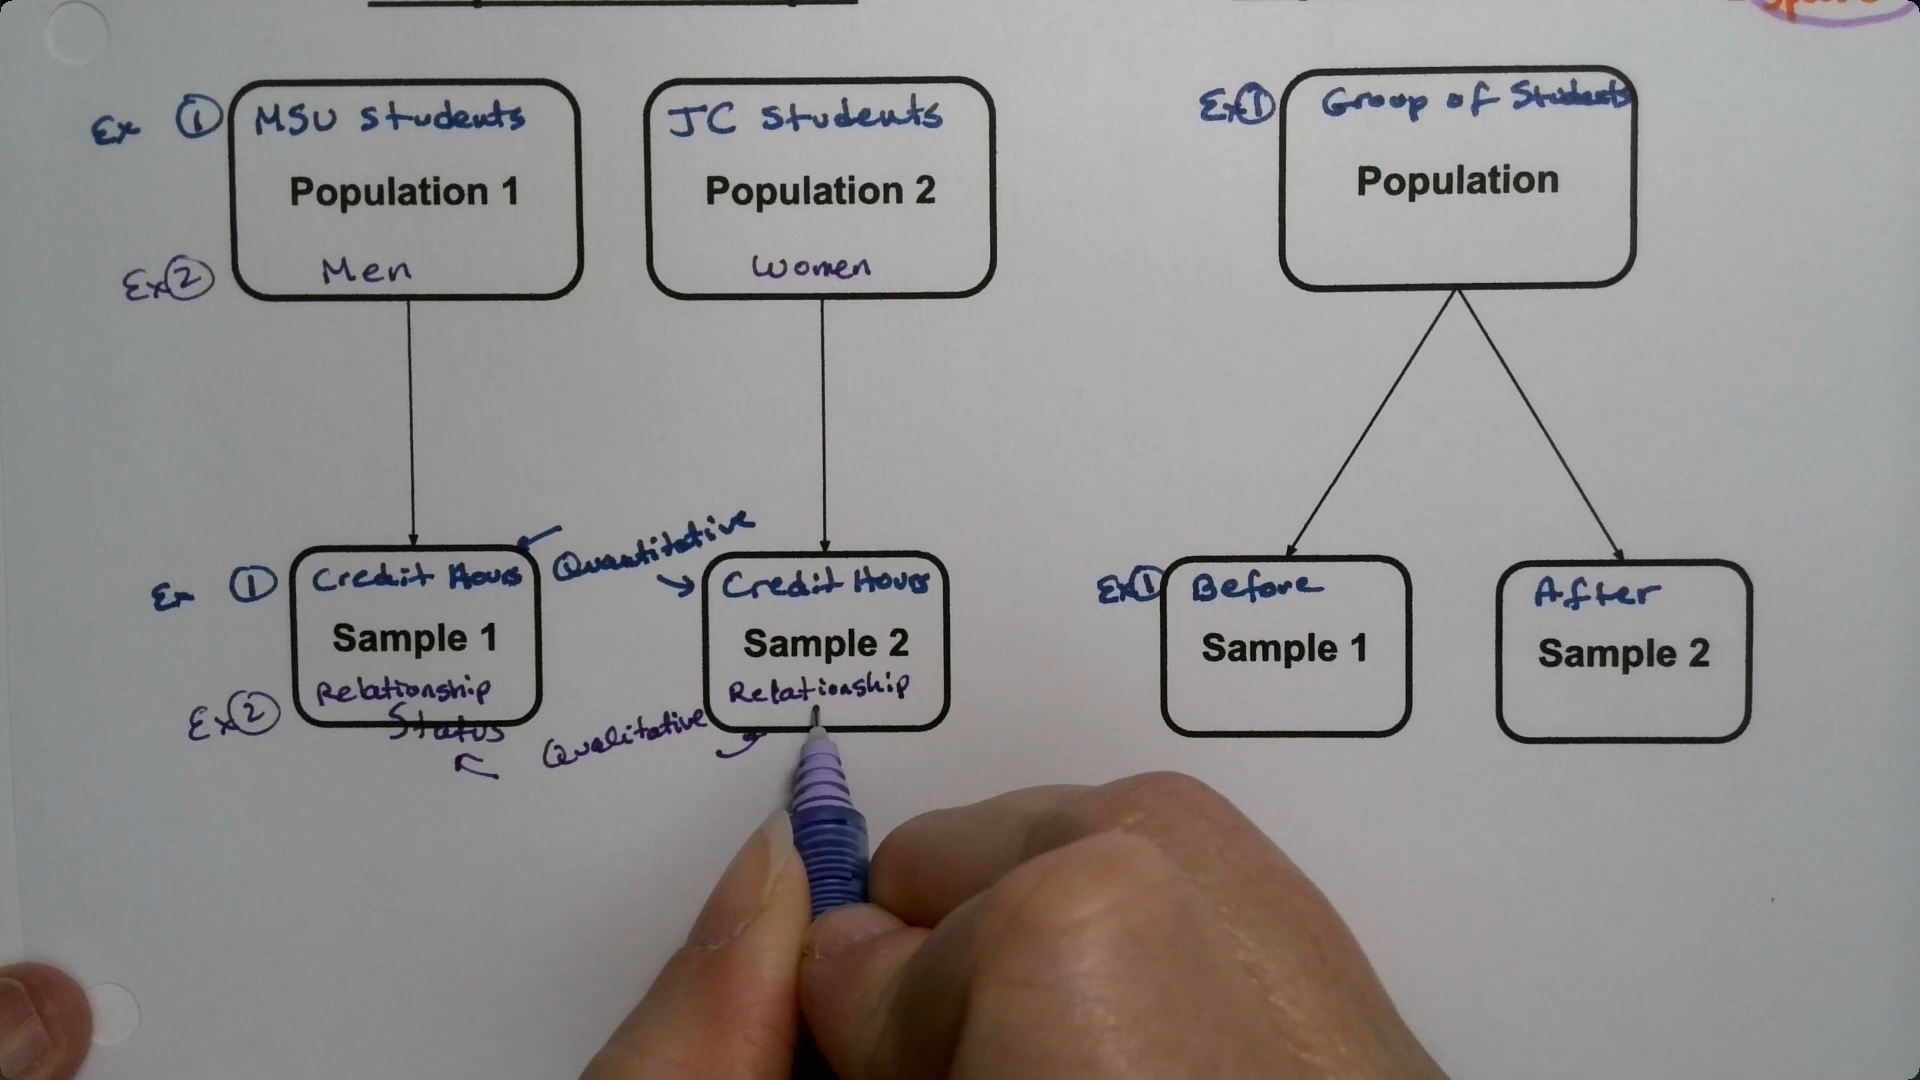 Ex ① MSU students
JC students
Ex① Group of Students
Population 1
Population 2
Population
Ex② Men
Women
Quantitative
Ex ① Credit Hours
Credit Hours
Ex① Before
After
Sample 1
Sample 2
Sample 1
Sample 2
Ex② Relationship
Status
Relationship
Qualitative